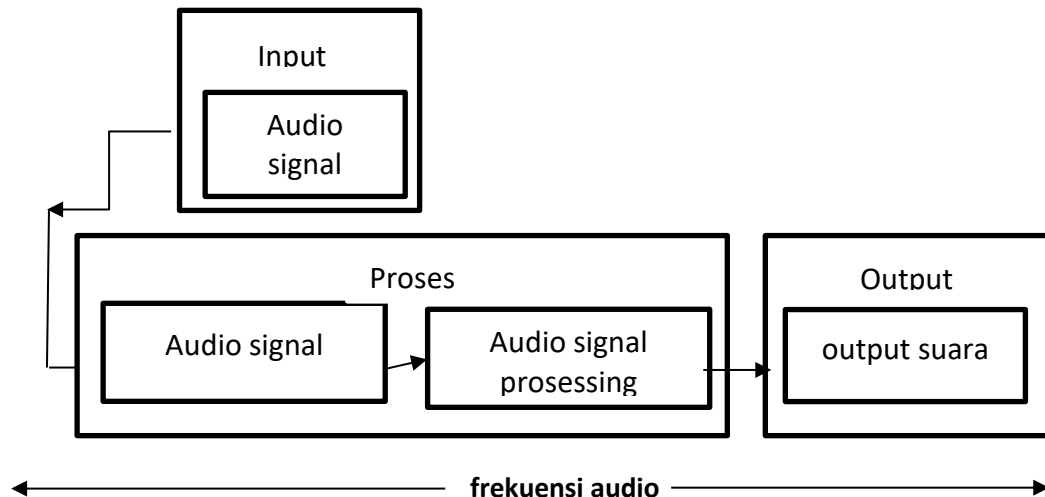 Input
Audio
signal
Proses
Audio signal
Audio signal
prosessing
Output
output suara
frekuensi audio